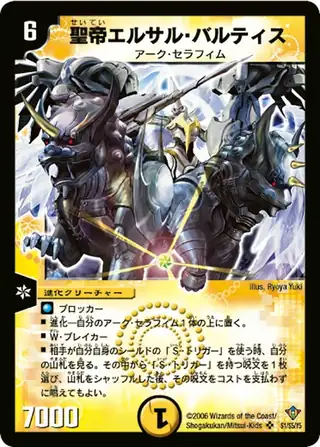 6
せいてい
聖帝エルサル・バルティス
アーク・セラフィム
illus. Ryoya Yuki
進化クリーチャー
■ ブロッカー
■ 進化—自分のアーク・セラフィム1体の上に置く。
■ W・ブレイカー
■ 相手が自分自身のシールドの「S・トリガー」を使う時、自分
の山札を見る。その中から「S・トリガー」を持つ呪文を1枚
選び、山札をシャッフルした後、その呪文をコストを支払わず
に唱えてもよい。
7000
1
©2006 Wizards of the Coast/
Shogakukan/Mitsui-Kids
S1/S5/Y5